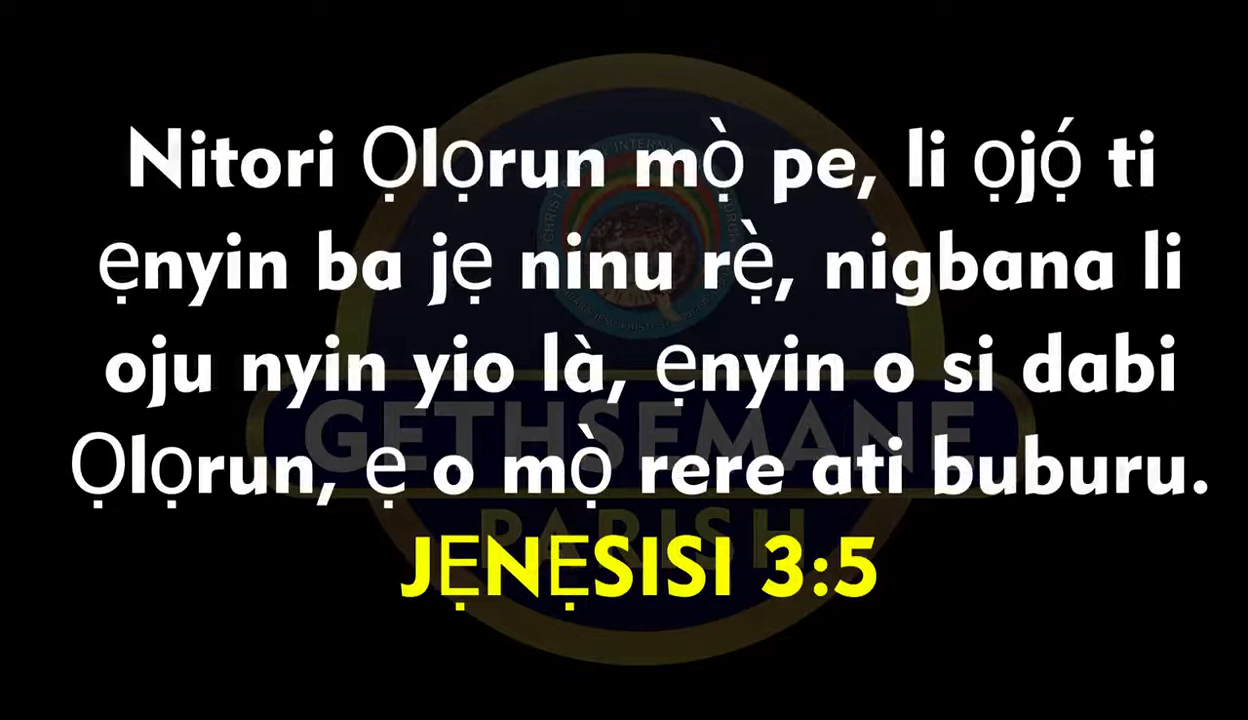 Nitori Ọlọrun mọ̀ pe, li ọjọ́ ti
ẹnyin ba jẹ ninu rẹ̀, nigbana li
oju nyin yio là, ẹnyin o si dabi
Ọlọrun, ẹ o mọ̀ rere ati buburu.
JẸNẸSISI 3:5
GETHSEMANE
PARISH